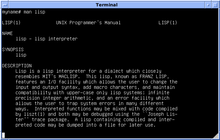 Terminal
myname# man lisp
LISP(1) UNIX Programmer's Manual LISP(1)
NAME
lisp - lisp interpreter
SYNOPSIS
lisp
DESCRIPTION
Lisp is a lisp interpreter for a dialect which closely
resembles MIT's MACLISP. This lisp, known as FRANZ LISP,
features an I/O facility which allows the user to change the
input and output syntax, add macro characters, and maintain
compatibility with upper-case only lisp systems; infinite
precision integer arithmetic, and an error facility which
allows the user to trap system errors in many different
ways. Interpreted functions may be mixed with code compiled
by liszt(1) and both may be debugged using the "Joseph Lis-
ter" trace package. A lisp containing compiled and inter-
preted code may be dumped into a file for later use.